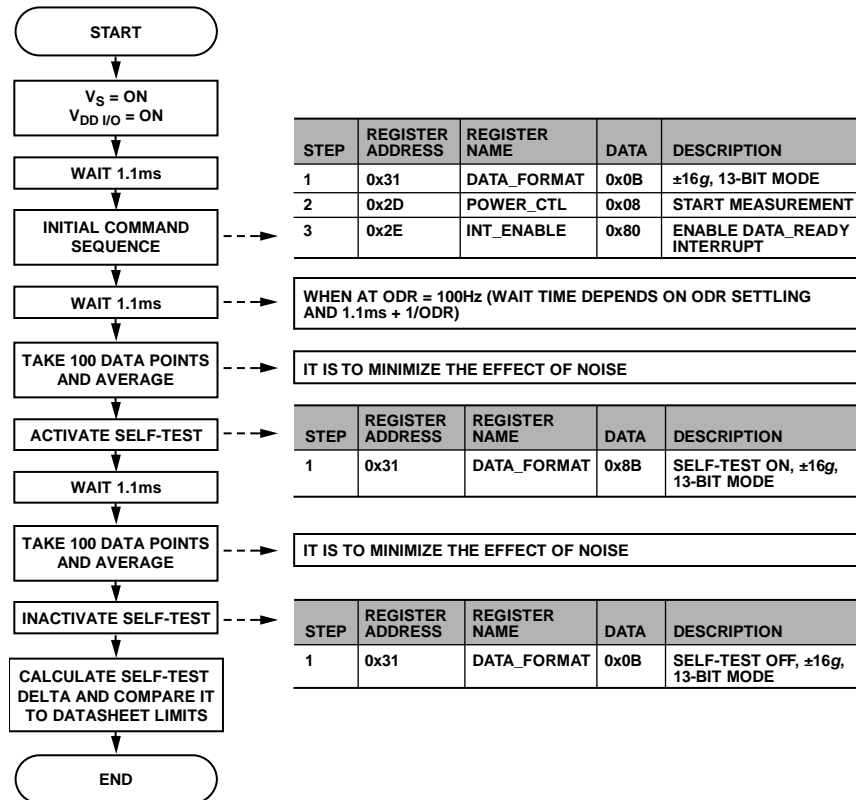 START
VS = ON
VDD I/O = ON
WAIT 1.1ms
INITIAL COMMAND
SEQUENCE
STEP REGISTER ADDRESS REGISTER NAME DATA DESCRIPTION
1 0x31 DATA_FORMAT 0x0B ±16g, 13-BIT MODE
2 0x2D POWER_CTL 0x08 START MEASUREMENT
3 0x2E INT_ENABLE 0x80 ENABLE DATA_READY
INTERRUPT
WAIT 1.1ms
WHEN AT ODR = 100Hz (WAIT TIME DEPENDS ON ODR SETTLING
AND 1.1ms + 1/ODR)
TAKE 100 DATA POINTS
AND AVERAGE
IT IS TO MINIMIZE THE EFFECT OF NOISE
ACTIVATE SELF-TEST
STEP REGISTER ADDRESS REGISTER NAME DATA DESCRIPTION
1 0x31 DATA_FORMAT 0x8B SELF-TEST ON, ±16g,
13-BIT MODE
WAIT 1.1ms
TAKE 100 DATA POINTS
AND AVERAGE
IT IS TO MINIMIZE THE EFFECT OF NOISE
INACTIVATE SELF-TEST
STEP REGISTER ADDRESS REGISTER NAME DATA DESCRIPTION
1 0x31 DATA_FORMAT 0x0B SELF-TEST OFF, ±16g,
13-BIT MODE
CALCULATE SELF-TEST
DELTA AND COMPARE IT
TO DATASHEET LIMITS
END